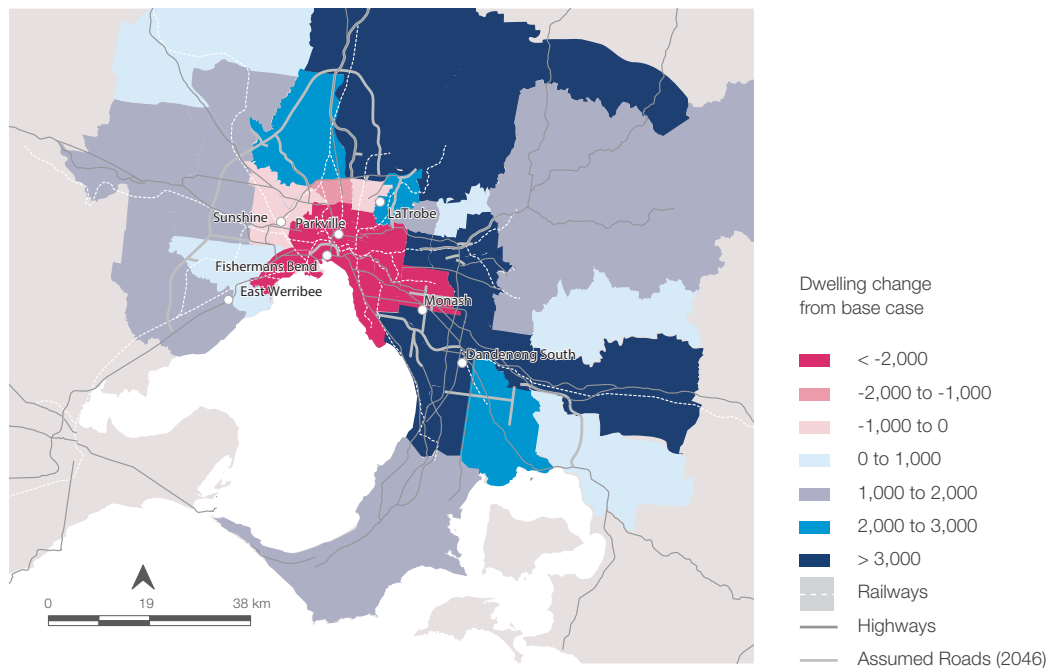 Sunshine
Parkville
LaTrobe
Fishermans Bend
East Werribee
Monash
Dandenong South
0 19 38 km
Dwelling change
from base case
< -2,000
-2,000 to -1,000
-1,000 to 0
0 to 1,000
1,000 to 2,000
2,000 to 3,000
> 3,000
Railways
Highways
Assumed Roads (2046)